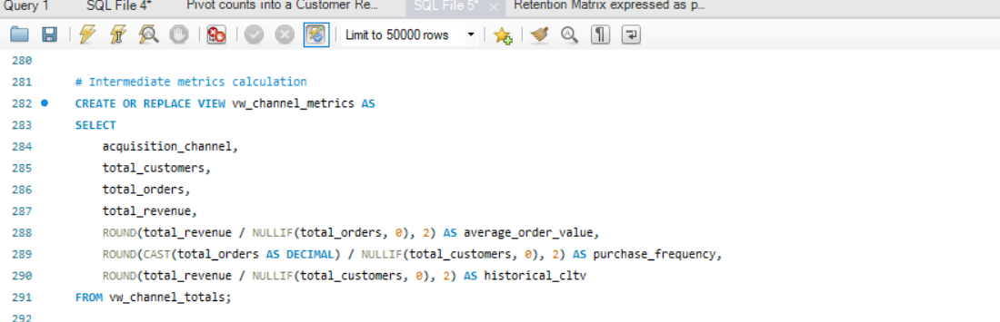 Query 1 SQL File 4* Pivot counts into a Customer Re... SQL File 5* × Retention Matrix expressed as p...
Limit to 50000 rows
280
281 # Intermediate metrics calculation
282 CREATE OR REPLACE VIEW vw_channel_metrics AS
283 SELECT
284 acquisition_channel,
285 total_customers,
286 total_orders,
287 total_revenue,
288 ROUND(total_revenue / NULLIF(total_orders, 0), 2) AS average_order_value,
289 ROUND(CAST(total_orders AS DECIMAL) / NULLIF(total_customers, 0), 2) AS purchase_frequency,
290 ROUND(total_revenue / NULLIF(total_customers, 0), 2) AS historical_cltv
291 FROM vw_channel_totals;
292